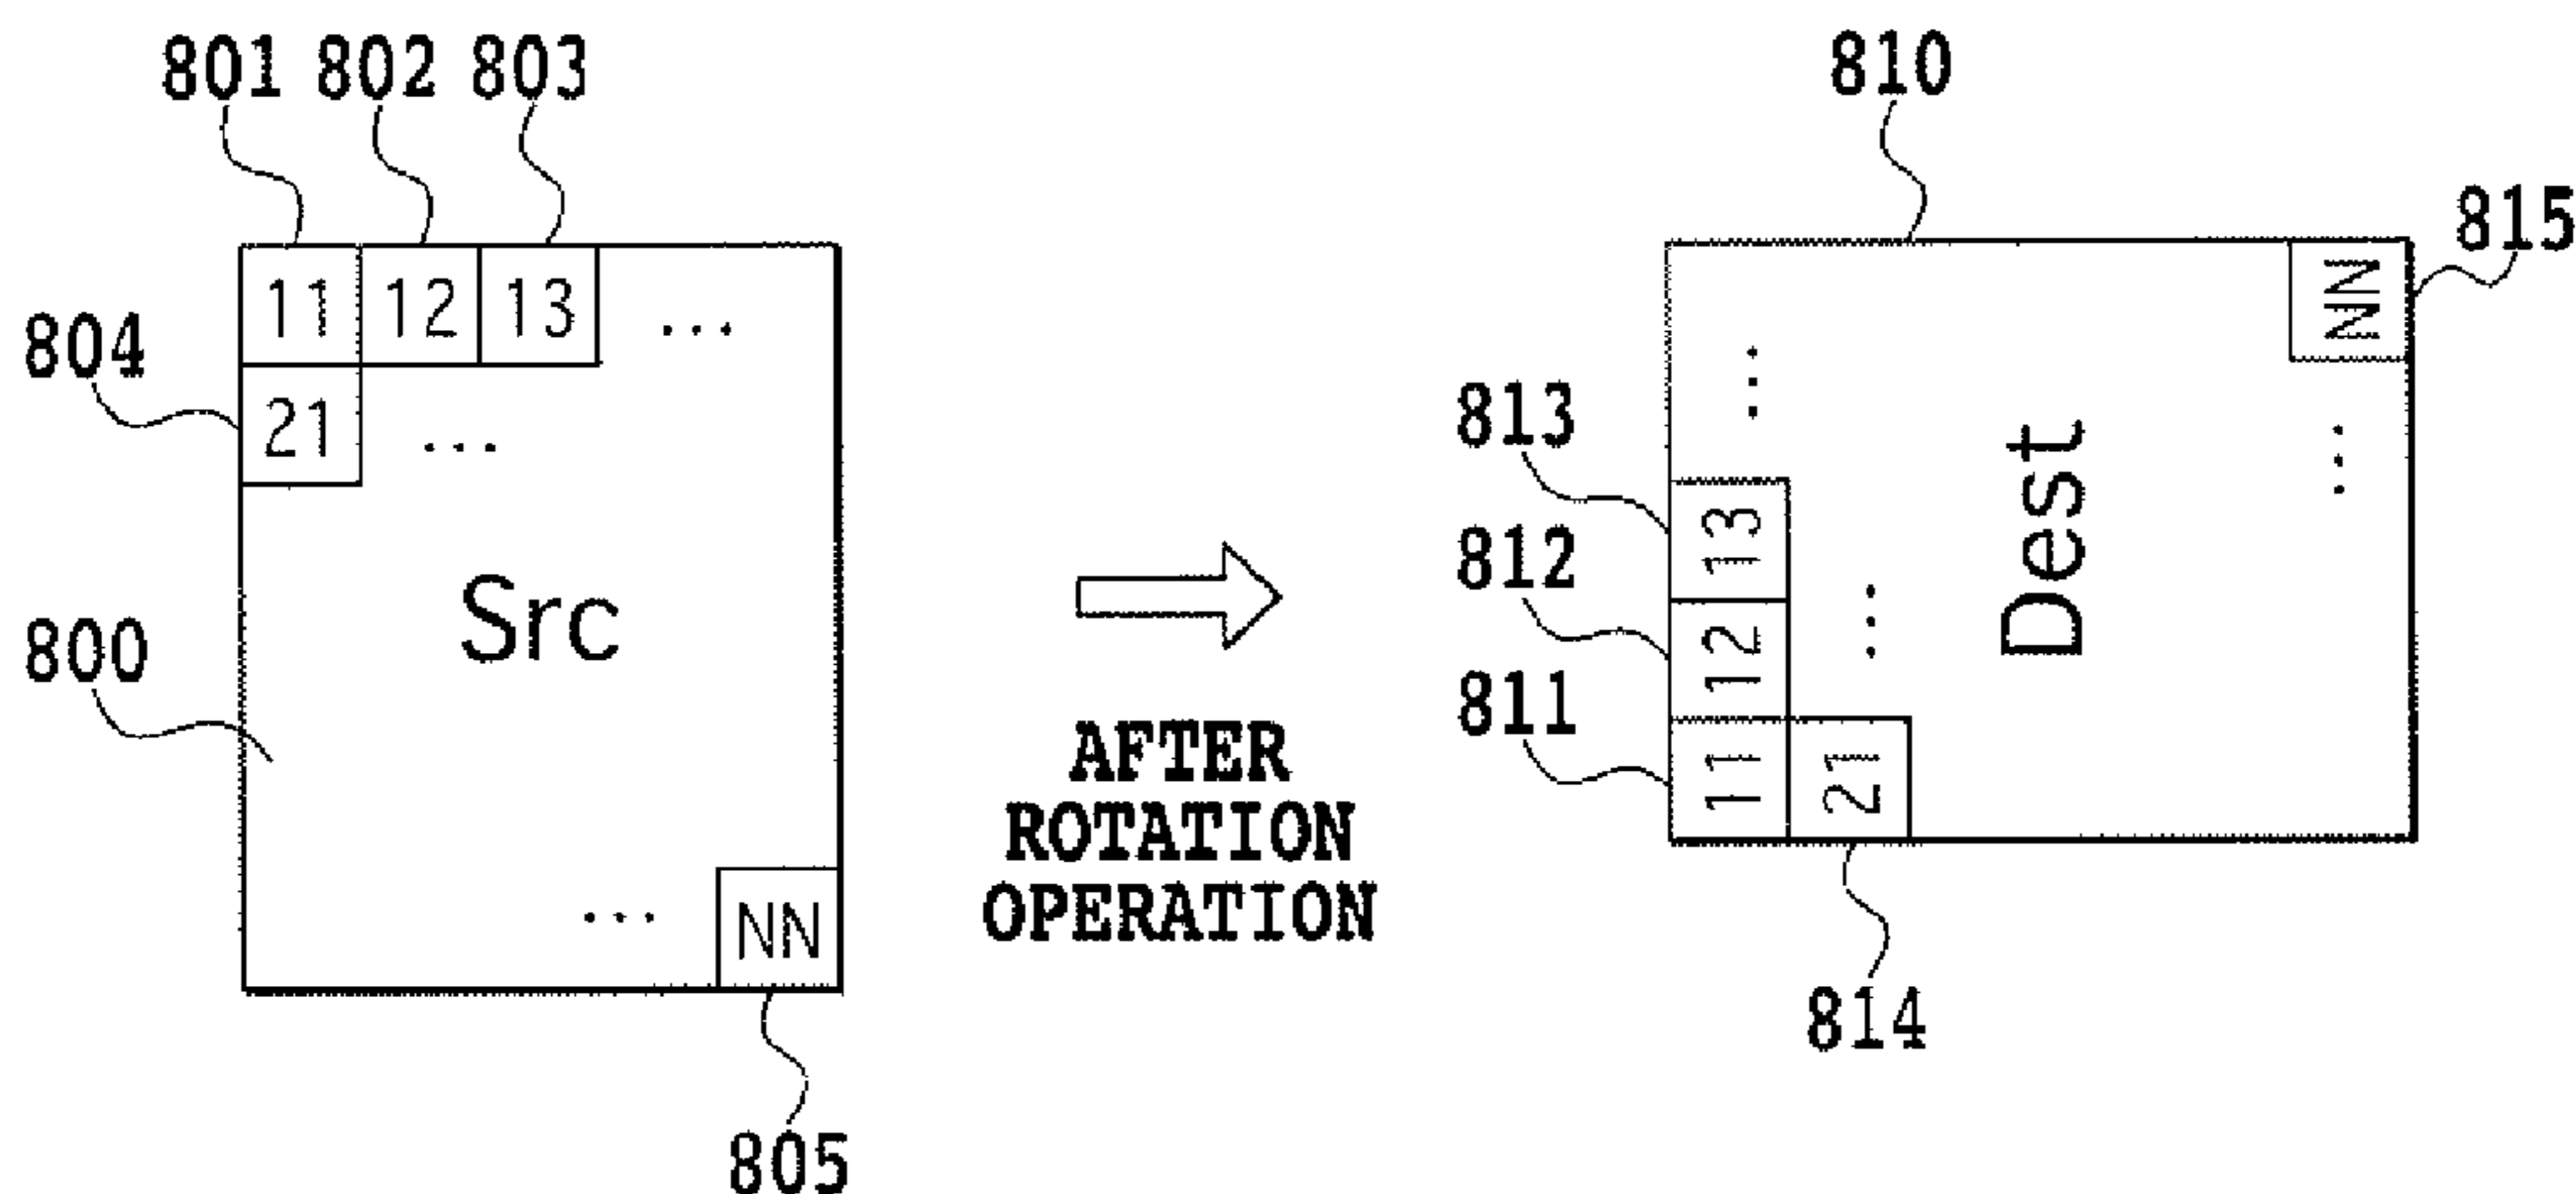 801 802 803
11 12 13 ...
804
21 ...
Src
800
... NN
805
AFTER
ROTATION
OPERATION
810
815
NN
...
...
813
13
Dest
812
12
...
811
11 21
814